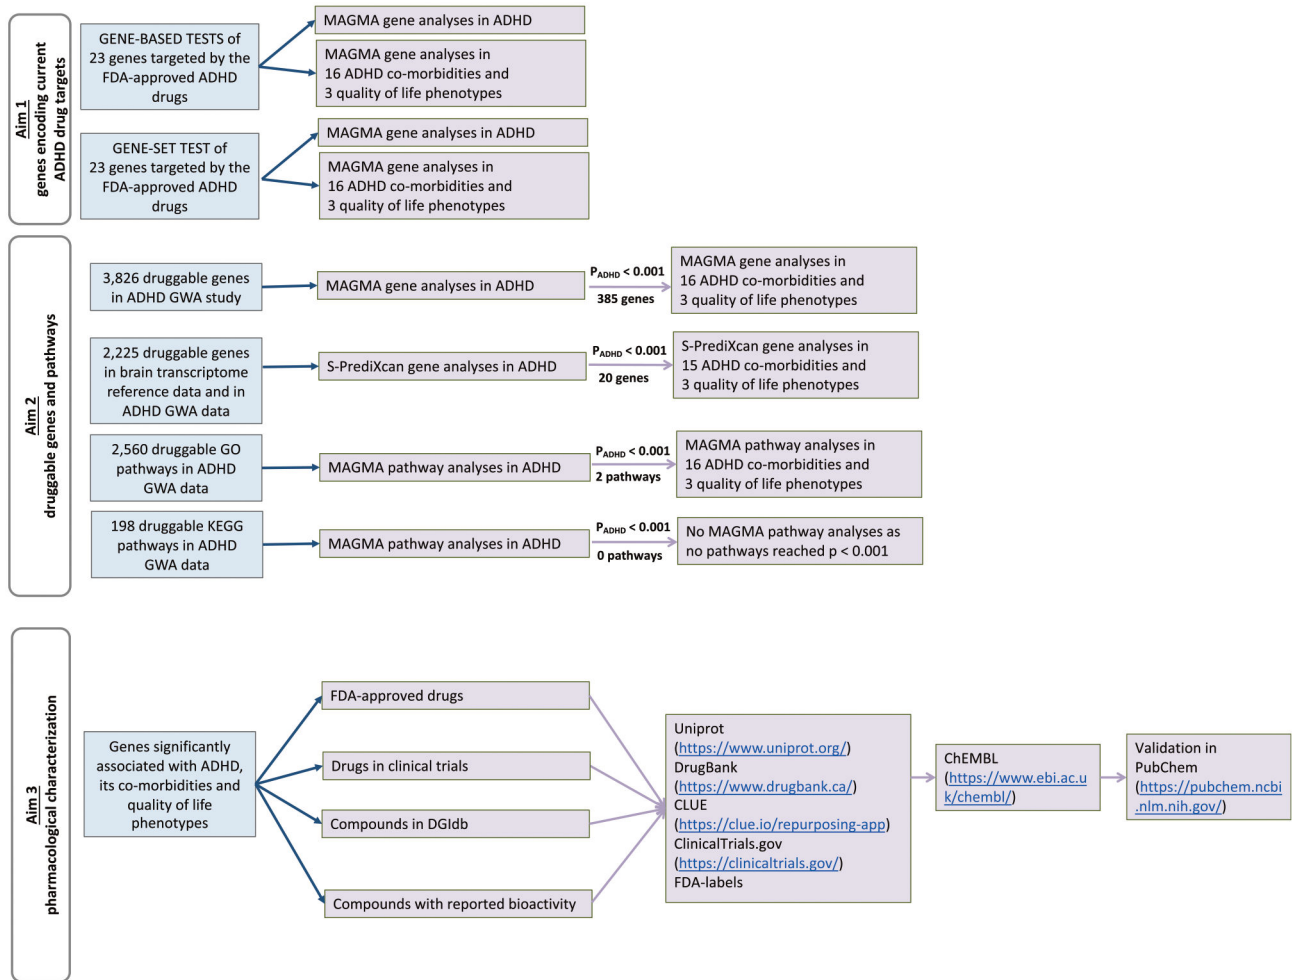 Aim 1
genes encoding current
ADHD drug targets
GENE-BASED TESTS of
23 genes targeted by the
FDA-approved ADHD
drugs
MAGMA gene analyses in ADHD
MAGMA gene analyses in
16 ADHD co-morbidities and
3 quality of life phenotypes
GENE-SET TEST of
23 genes targeted by the
FDA-approved ADHD
drugs
MAGMA gene analyses in ADHD
MAGMA gene analyses in
16 ADHD co-morbidities and
3 quality of life phenotypes
Aim 2
druggable genes and pathways
3,826 druggable genes
in ADHD GWA study
MAGMA gene analyses in ADHD
PADHD < 0.001
385 genes
MAGMA gene analyses in
16 ADHD co-morbidities and
3 quality of life phenotypes
2,225 druggable genes
in brain transcriptome
reference data and in
ADHD GWA data
S-PrediXcan gene analyses in ADHD
PADHD < 0.001
20 genes
S-PrediXcan gene analyses in
15 ADHD co-morbidities and
3 quality of life phenotypes
2,560 druggable GO
pathways in ADHD
GWA data
MAGMA pathway analyses in ADHD
PADHD < 0.001
2 pathways
MAGMA pathway analyses in
16 ADHD co-morbidities and
3 quality of life phenotypes
198 druggable KEGG
pathways in ADHD
GWA data
MAGMA pathway analyses in ADHD
PADHD < 0.001
0 pathways
No MAGMA pathway analyses as
no pathways reached p < 0.001
Aim 3
pharmacological characterization
Genes significantly
associated with ADHD,
its co-morbidities and
quality of life
phenotypes
FDA-approved drugs
Drugs in clinical trials
Compounds in DGIdb
Compounds with reported bioactivity
Uniprot
(https://www.uniprot.org/)
DrugBank
(https://www.drugbank.ca/)
CLUE
(https://clue.io/repurposing-app)
ClinicalTrials.gov
(https://clinicaltrials.gov/)
FDA-labels
ChEMBL
(https://www.ebi.ac.u
k/chembl/)
Validation in
PubChem
(https://pubchem.ncbi
.nlm.nih.gov/)